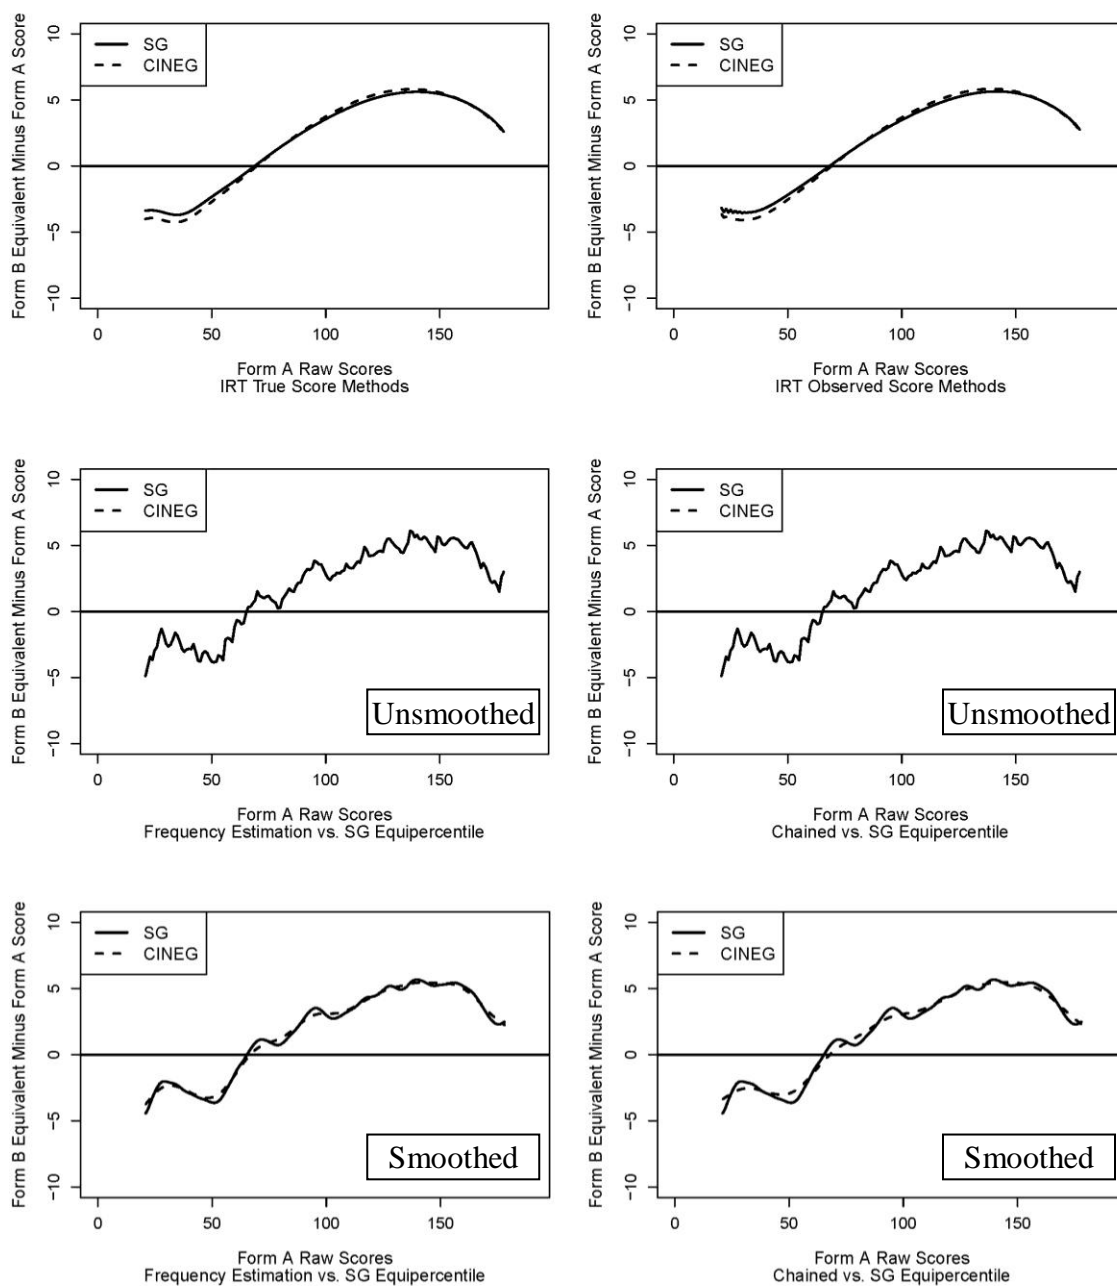 Form B Equivalent Minus Form A Score
10
5
0
−5
−10
SG
CINEG
0 50 100 150
Form A Raw Scores
IRT True Score Methods
Form B Equivalent Minus Form A Score
10
5
0
−5
−10
SG
CINEG
0 50 100 150
Form A Raw Scores
IRT Observed Score Methods
Form B Equivalent Minus Form A Score
10
5
0
−5
−10
SG
CINEG
Unsmoothed
0 50 100 150
Form A Raw Scores
Frequency Estimation vs. SG Equipercentile
Form B Equivalent Minus Form A Score
10
5
0
−5
−10
SG
CINEG
Unsmoothed
0 50 100 150
Form A Raw Scores
Chained vs. SG Equipercentile
Form B Equivalent Minus Form A Score
10
5
0
−5
−10
SG
CINEG
Smoothed
0 50 100 150
Form A Raw Scores
Frequency Estimation vs. SG Equipercentile
Form B Equivalent Minus Form A Score
10
5
0
−5
−10
SG
CINEG
Smoothed
0 50 100 150
Form A Raw Scores
Chained vs. SG Equipercentile